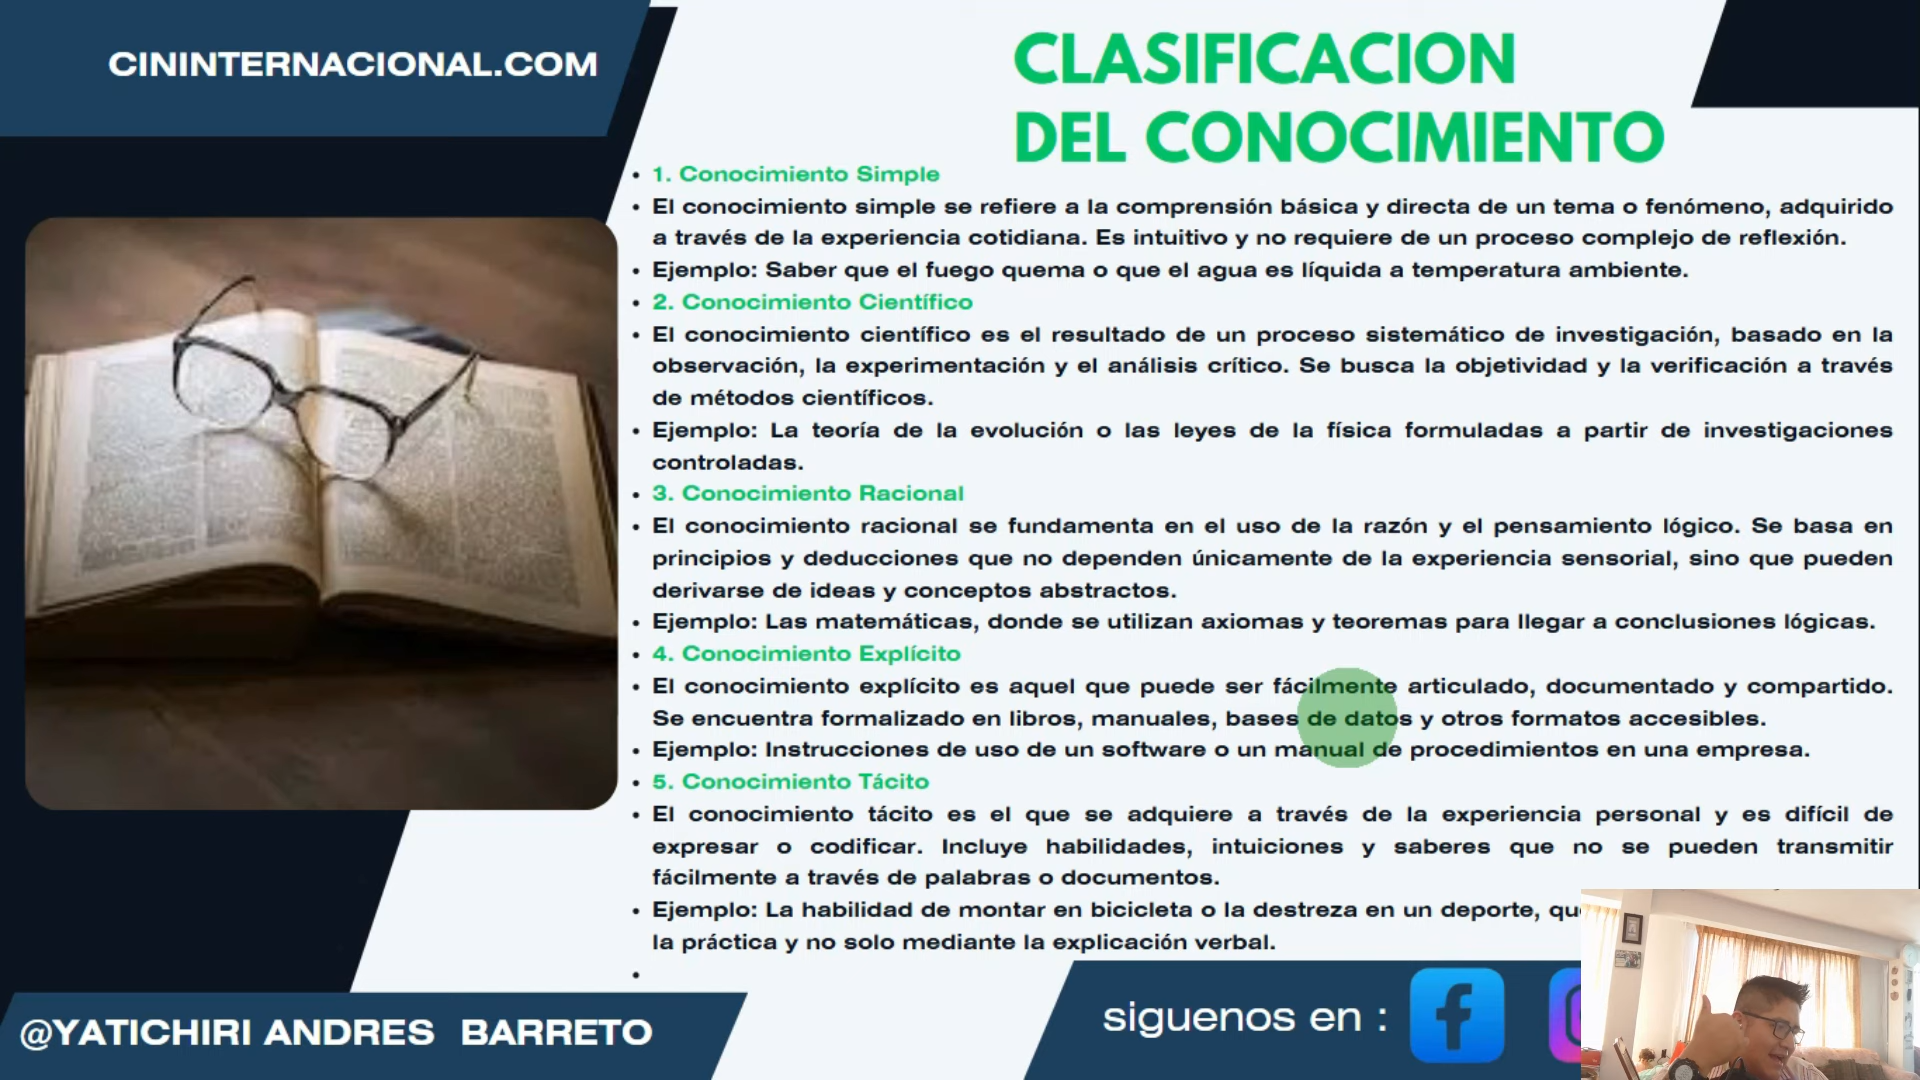 CININTERNACIONAL.COM
CLASIFICACION
DEL CONOCIMIENTO
• 1. Conocimiento Simple
• El conocimiento simple se refiere a la comprensión básica y directa de un tema o fenómeno, adquirido
a través de la experiencia cotidiana. Es intuitivo y no requiere de un proceso complejo de reflexión.
• Ejemplo: Saber que el fuego quema o que el agua es líquida a temperatura ambiente.
• 2. Conocimiento Científico
• El conocimiento científico es el resultado de un proceso sistemático de investigación, basado en la
observación, la experimentación y el análisis crítico. Se busca la objetividad y la verificación a través
de métodos científicos.
• Ejemplo: La teoría de la evolución o las leyes de la física formuladas a partir de investigaciones
controladas.
• 3. Conocimiento Racional
• El conocimiento racional se fundamenta en el uso de la razón y el pensamiento lógico. Se basa en
principios y deducciones que no dependen únicamente de la experiencia sensorial, sino que pueden
derivarse de ideas y conceptos abstractos.
• Ejemplo: Las matemáticas, donde se utilizan axiomas y teoremas para llegar a conclusiones lógicas.
• 4. Conocimiento Explícito
• El conocimiento explícito es aquel que puede ser fácilmente articulado, documentado y compartido.
Se encuentra formalizado en libros, manuales, bases de datos y otros formatos accesibles.
• Ejemplo: Instrucciones de uso de un software o un manual de procedimientos en una empresa.
• 5. Conocimiento Tácito
• El conocimiento tácito es el que se adquiere a través de la experiencia personal y es difícil de
expresar o codificar. Incluye habilidades, intuiciones y saberes que no se pueden transmitir
fácilmente a través de palabras o documentos.
• Ejemplo: La habilidad de montar en bicicleta o la destreza en un deporte,
la práctica y no solo mediante la explicación verbal.
@YATICHIRI ANDRES BARRETO
siguenos en :